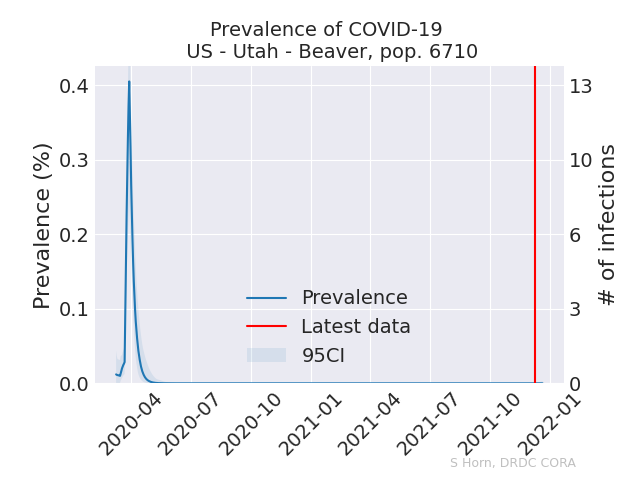 Prevalence of COVID-19
US - Utah - Beaver, pop. 6710
Prevalence (%)
0.4
0.3
0.2
0.1
0.0
13
10
6
3
0
# of infections
Prevalence
Latest data
95CI
2020-04
2020-07
2020-10
2021-01
2021-04
2021-07
2021-10
2022-01
S Horn, DRDC CORA